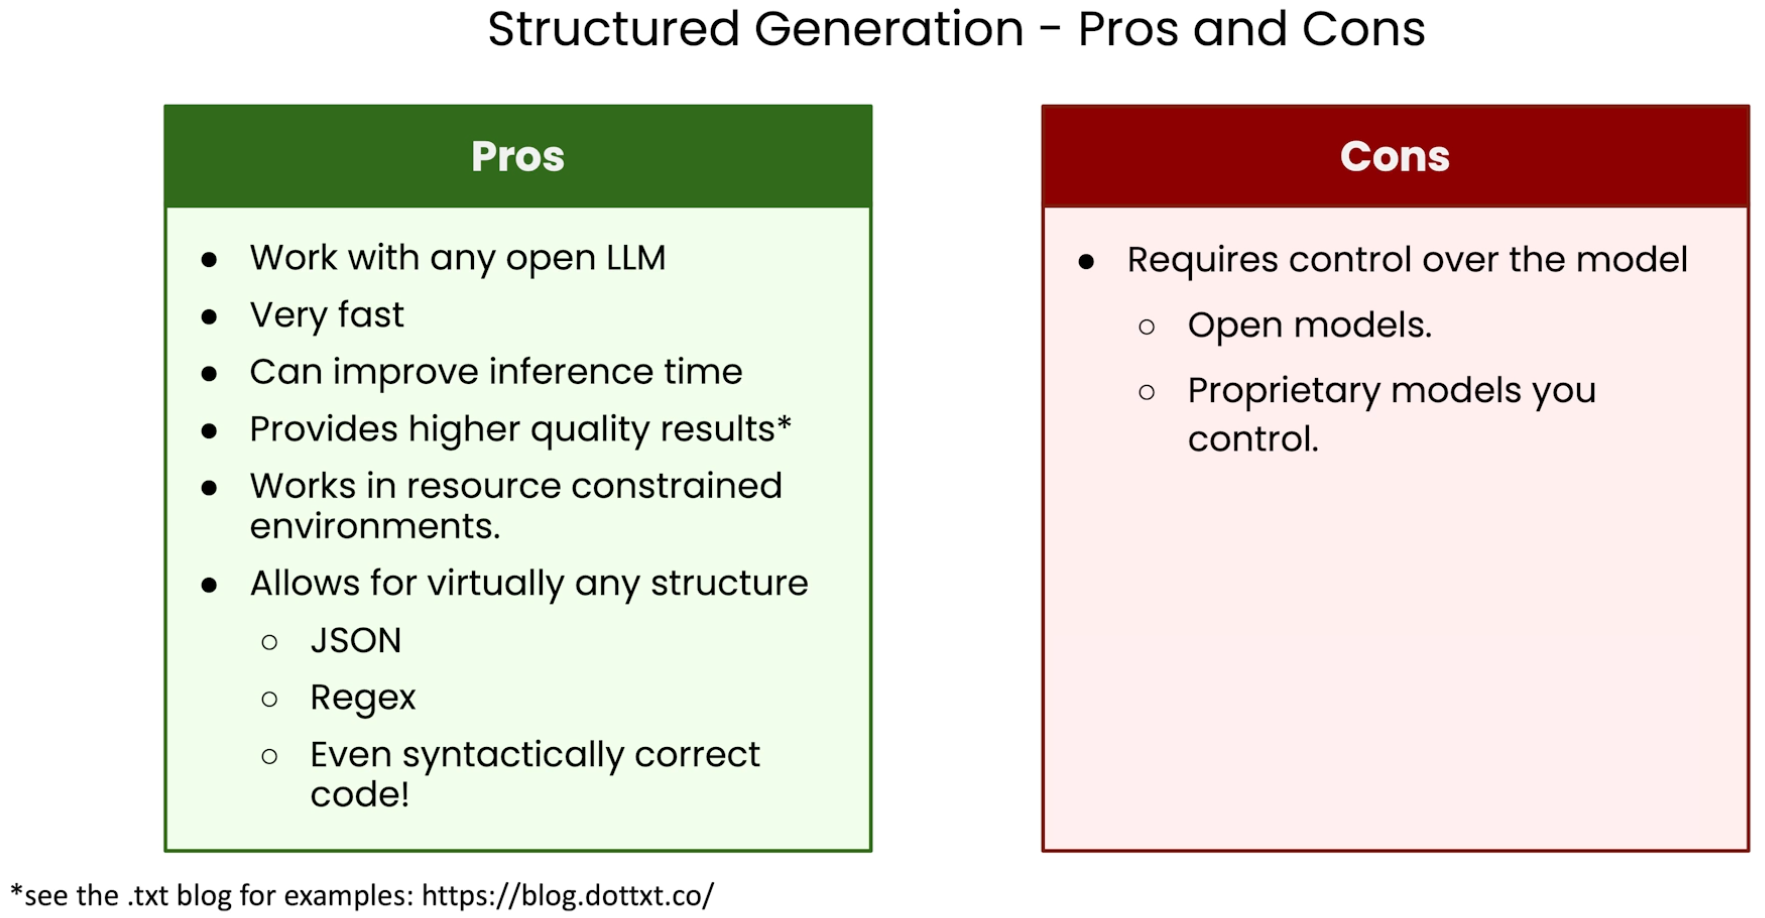 Structured Generation - Pros and Cons
Pros
● Work with any open LLM
● Very fast
● Can improve inference time
● Provides higher quality results*
● Works in resource constrained
environments.
● Allows for virtually any structure
○ JSON
○ Regex
○ Even syntactically correct
code!
Cons
● Requires control over the model
○ Open models.
○ Proprietary models you
control.
*see the .txt blog for examples: https://blog.dottxt.co/